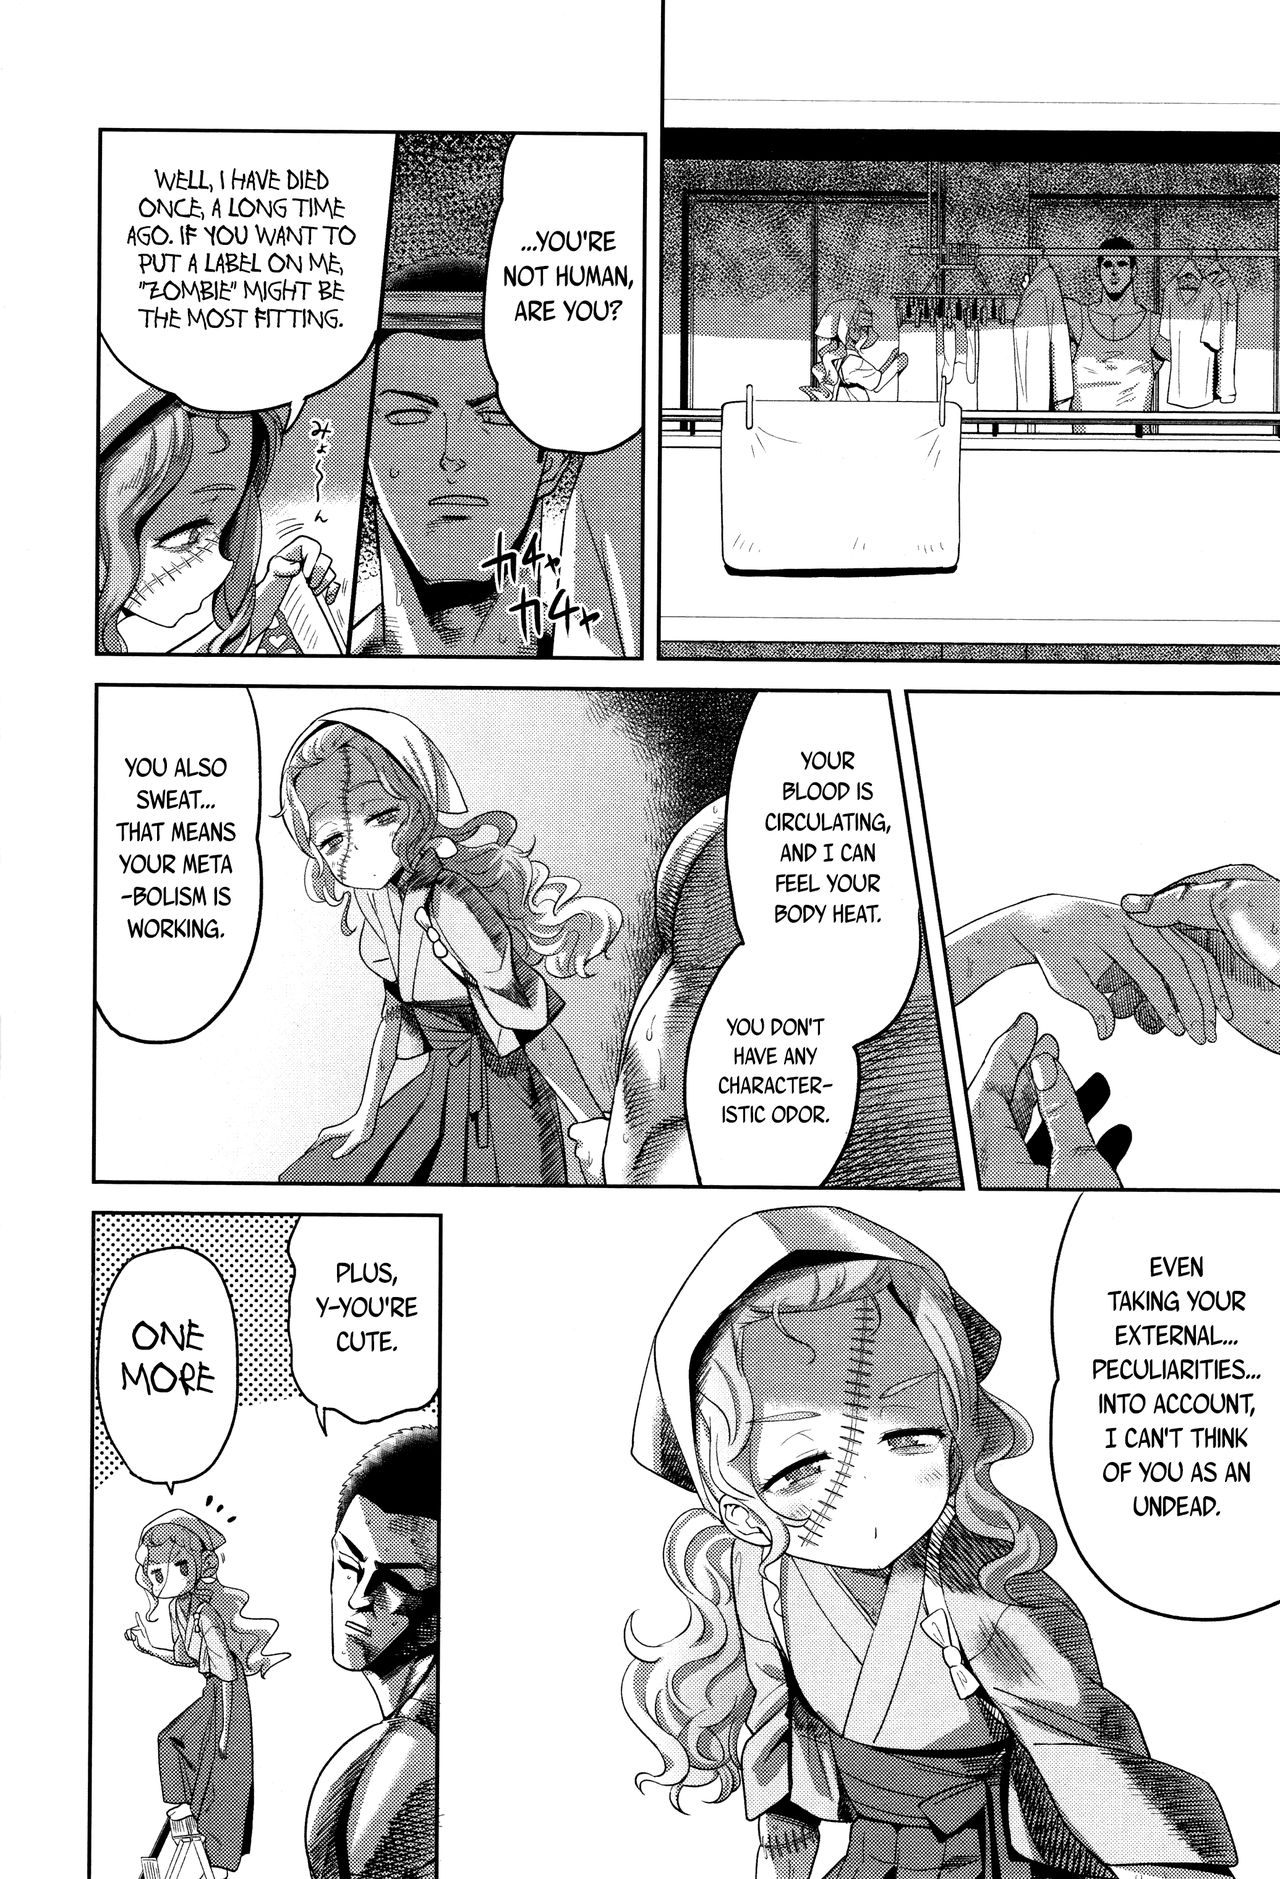 ...YOU'RE
NOT HUMAN,
ARE YOU?
カチャ
カチャ
WELL, I HAVE DIED
ONCE, A LONG TIME
AGO. IF YOU WANT TO
PUT A LABEL ON ME,
"ZOMBIE" MIGHT BE
THE MOST FITTING.
みょ〜ん
YOUR
BLOOD IS
CIRCULATING,
AND I CAN
FEEL YOUR
BODY HEAT.
YOU DON'T
HAVE ANY
CHARACTER-
ISTIC ODOR.
YOU ALSO
SWEAT...
THAT MEANS
YOUR META
-BOLISM IS
WORKING.
EVEN
TAKING YOUR
EXTERNAL...
PECULIARITIES...
INTO ACCOUNT,
I CAN'T THINK
OF YOU AS AN
UNDEAD.
PLUS,
Y-YOU'RE
CUTE.
ONE
MORE